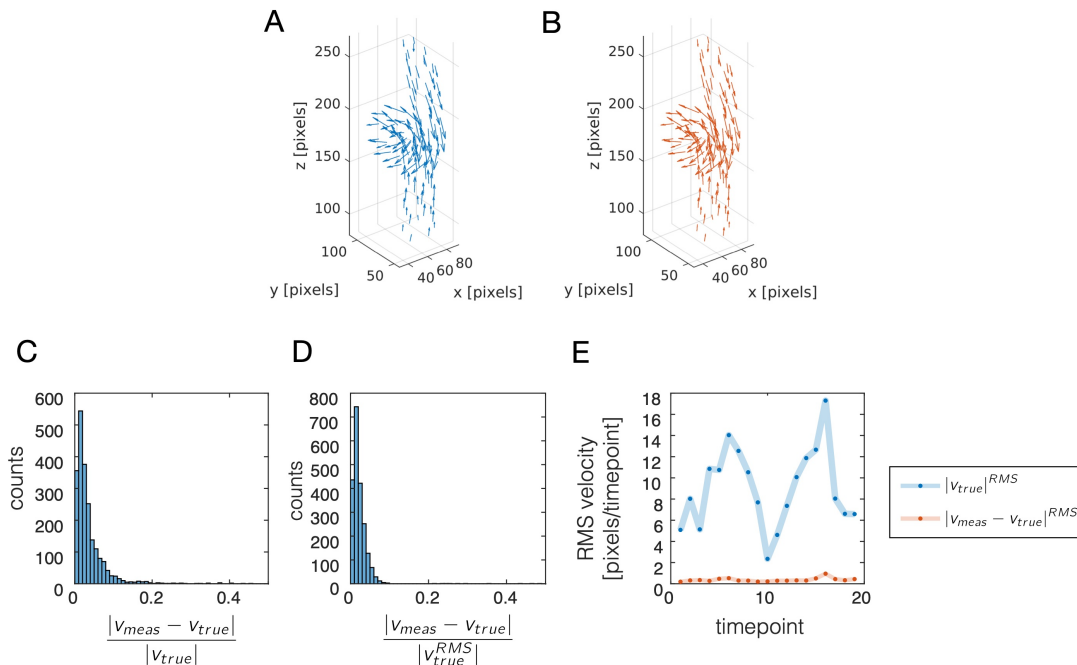 A
B
250
200
150
100
z [pixels]
100
50
y [pixels]
40 60 80
x [pixels]
250
200
150
100
z [pixels]
100
50
y [pixels]
40 60 80
x [pixels]
C
600
500
400
300
200
100
0
counts
0 0.2 0.4
|v_meas − v_true|
|v_true|
D
800
700
600
500
400
300
200
100
0
counts
0 0.2 0.4
|v_meas − v_true|
|v_true^RMS|
E
18
16
14
12
10
8
6
4
2
0
RMS velocity
[pixels/timepoint]
0 10 20
timepoint
|v_true|^RMS
|v_meas − v_true|^RMS